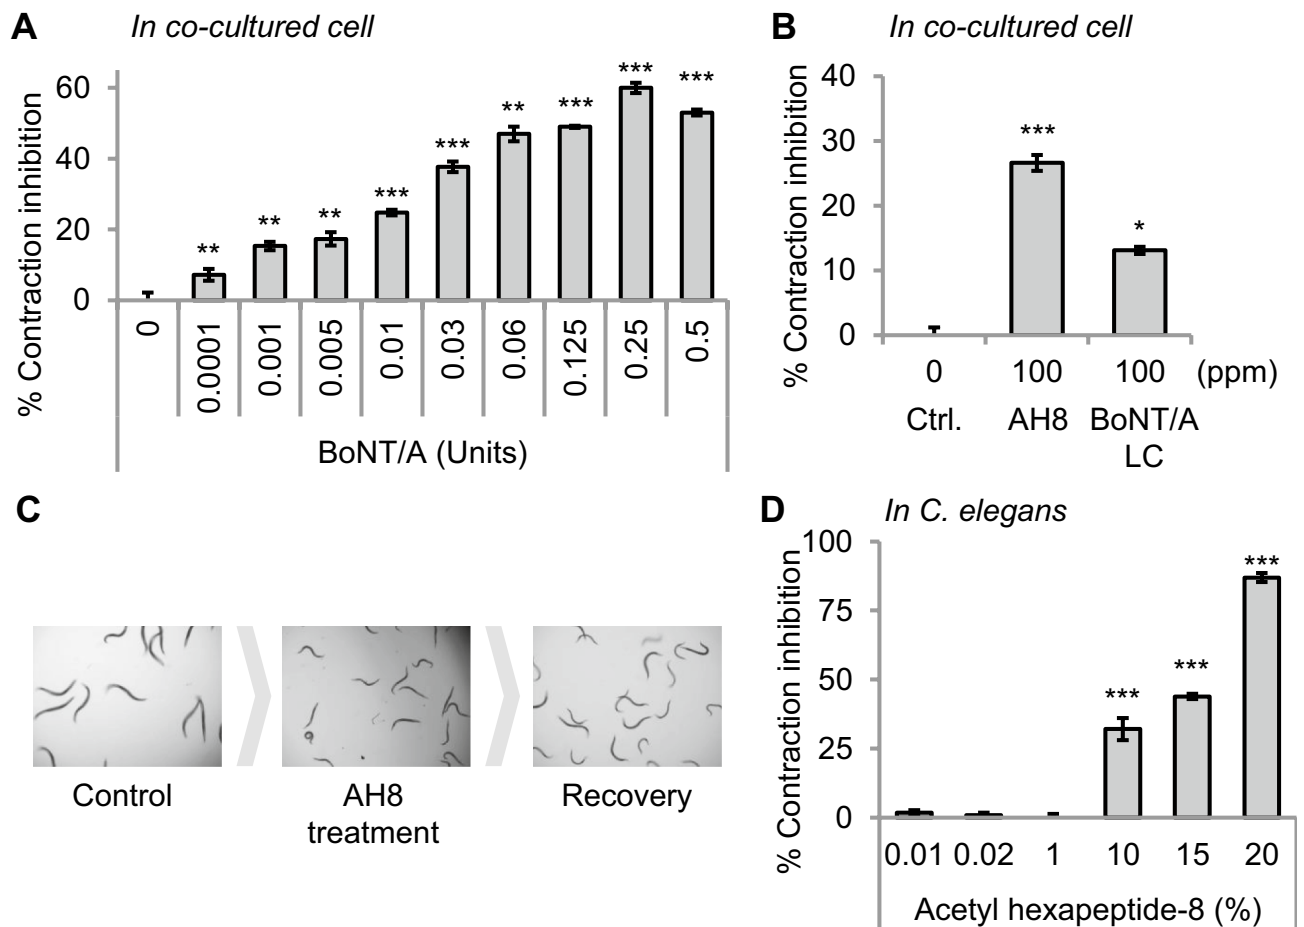 A
In co-cultured cell
% Contraction inhibition
60
40
20
0
**
**
**
***
***
**
***
***
***
0
0.0001
0.001
0.005
0.01
0.03
0.06
0.125
0.25
0.5
BoNT/A (Units)
B
In co-cultured cell
% Contraction inhibition
40
30
20
10
0
***
*
0 100 100 (ppm)
Ctrl. AH8 BoNT/A
LC
C
Control
AH8
treatment
Recovery
D
In C. elegans
% Contraction inhibition
100
75
50
25
0
***
***
***
0.01 0.02 1 10 15 20
Acetyl hexapeptide-8 (%)